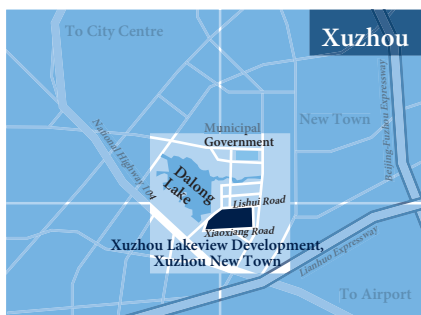 To City Centre
Xuzhou
Beijing-Fuzhou Expressway
National Highway 104
Municipal
Government
New Town
Dalong
Lake
Lishui Road
Xiaoxiang Road
Xuzhou Lakeview Development,
Xuzhou New Town
Lianhuo Expressway
To Airport